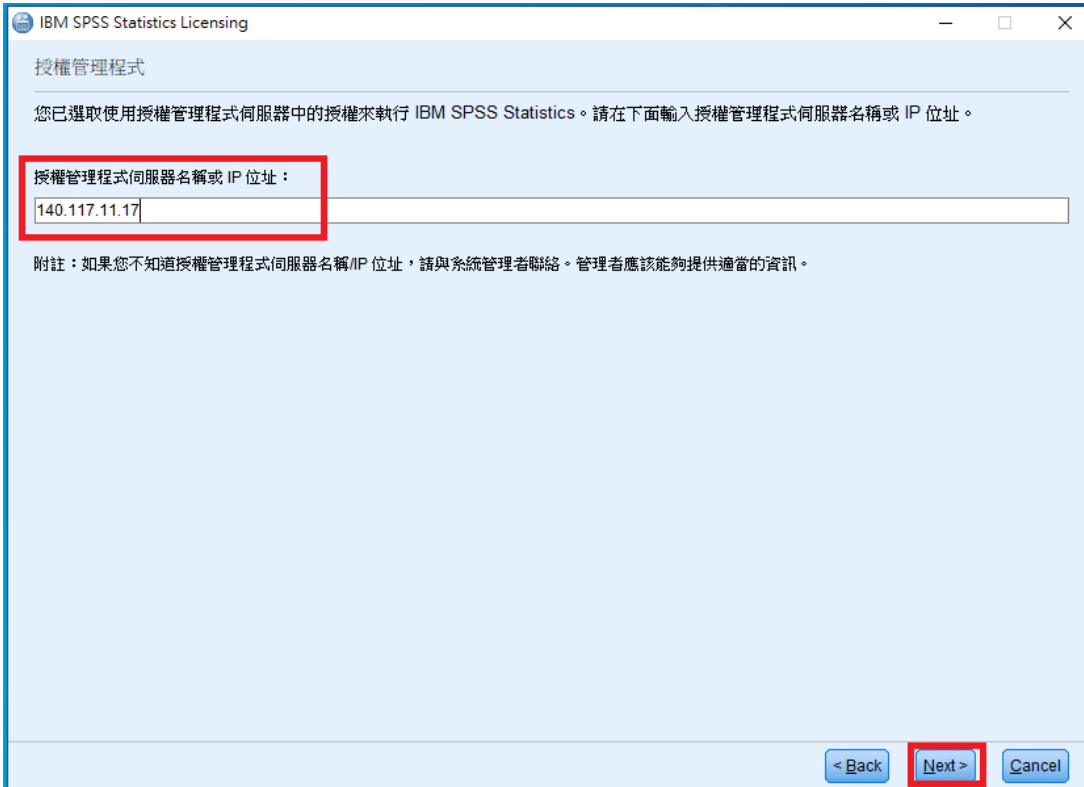 IBM SPSS Statistics Licensing
授權管理程式
您已選取使用授權管理程式伺服器中的授權來執行 IBM SPSS Statistics。請在下面輸入授權管理程式伺服器名稱或 IP 位址。
授權管理程式伺服器名稱或 IP 位址：
140.117.11.17
附註：如果您不知道授權管理程式伺服器名稱/IP 位址，請與系統管理者聯絡。管理者應該能夠提供適當的資訊。
< Back Next > Cancel